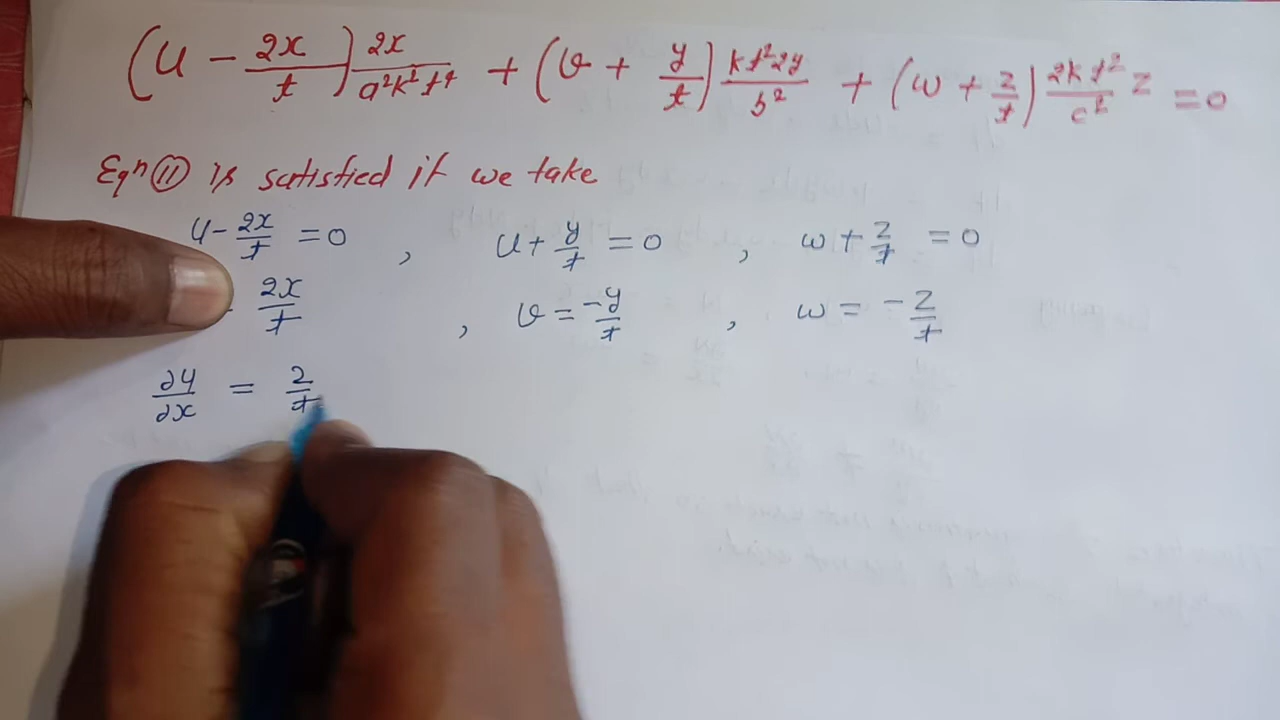 (u - 2x/t) 2x/a²k²t⁴ + (v + y/t) kt²2y/b² + (w + z/t) 2kt²/c² z = 0
Eqⁿ ⑪ is satisfied if we take
u - 2x/t = 0 , u + y/t = 0 , w + z/t = 0
2x/t , v = -y/t , w = -z/t
∂u/∂x = 2/t